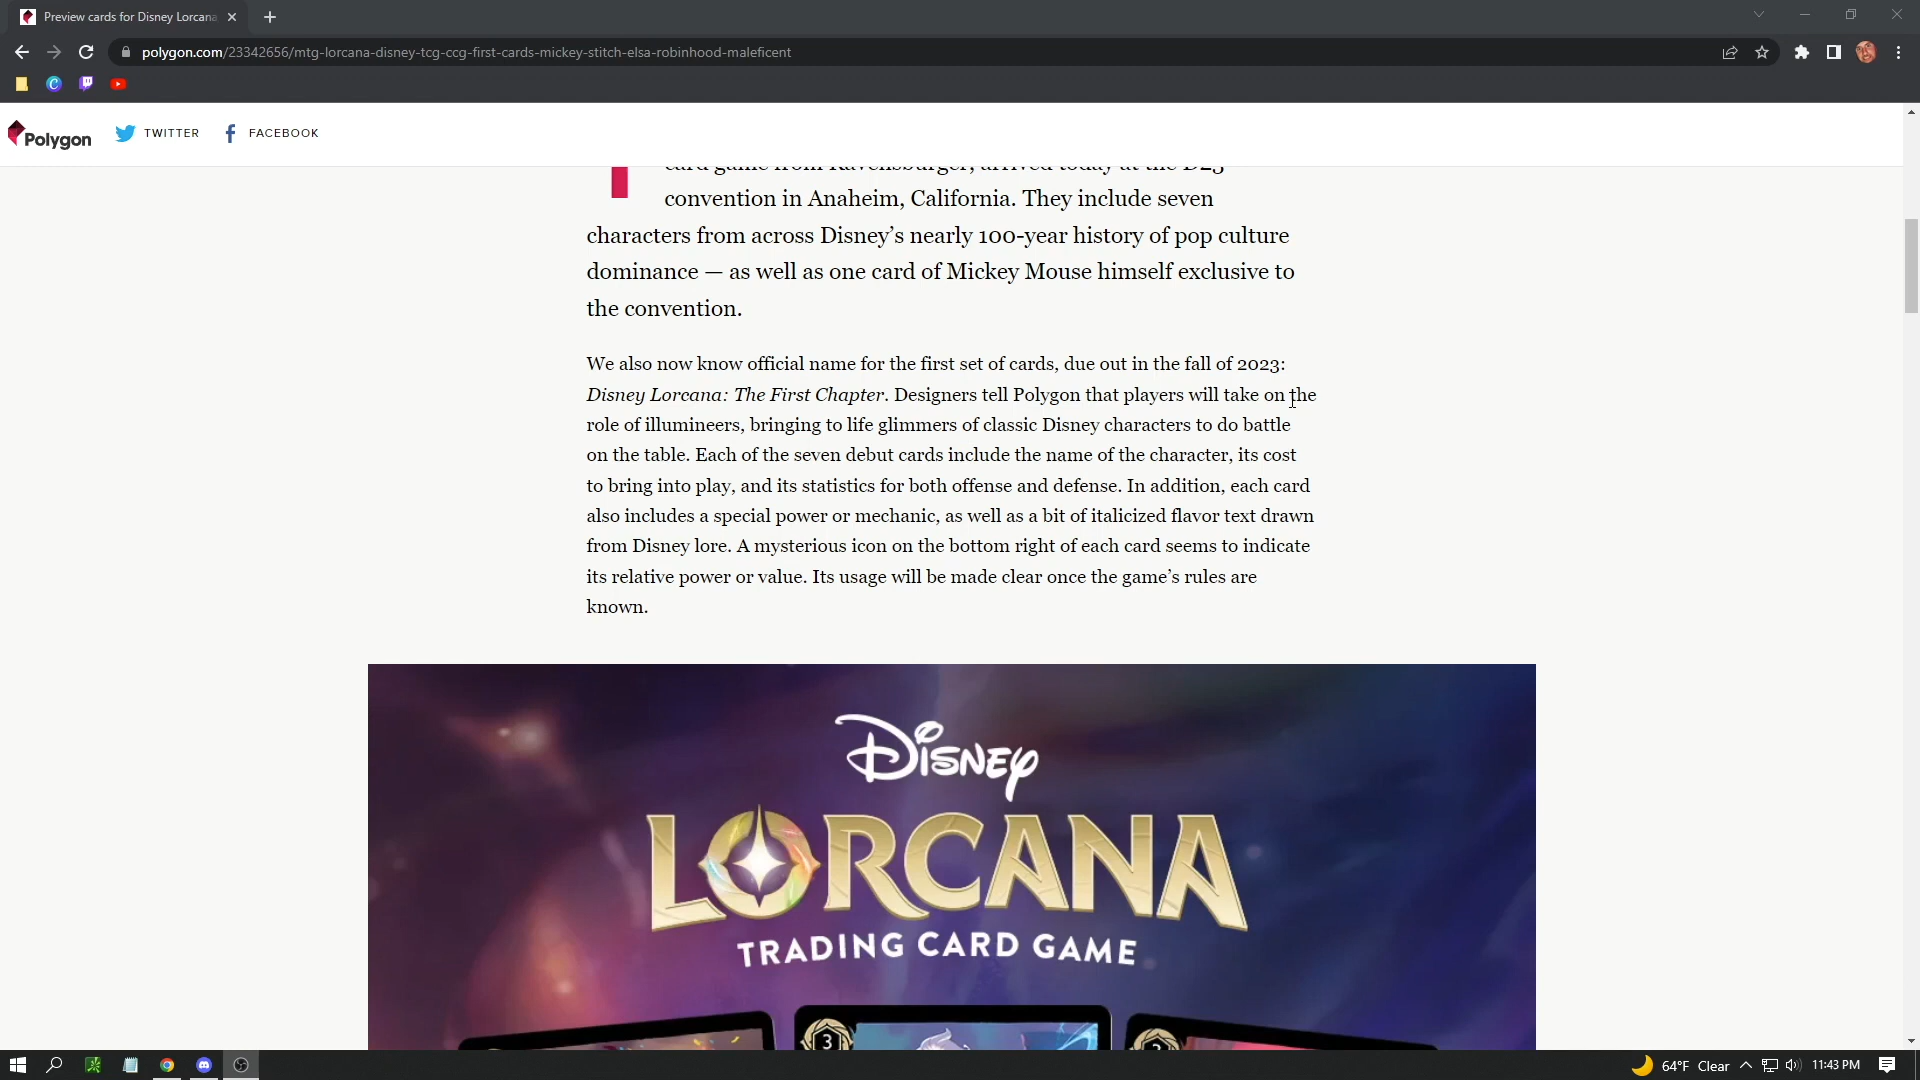 Preview cards for Disney Lorcana
polygon.com/23342656/mtg-lorcana-disney-tcg-ccg-first-cards-mickey-stitch-elsa-robinhood-maleficent
Polygon TWITTER FACEBOOK
card game from Ravensburger, arrived today at the D23
convention in Anaheim, California. They include seven
characters from across Disney’s nearly 100-year history of pop culture
dominance — as well as one card of Mickey Mouse himself exclusive to
the convention.
We also now know official name for the first set of cards, due out in the fall of 2023:
Disney Lorcana: The First Chapter. Designers tell Polygon that players will take on the
role of illumineers, bringing to life glimmers of classic Disney characters to do battle
on the table. Each of the seven debut cards include the name of the character, its cost
to bring into play, and its statistics for both offense and defense. In addition, each card
also includes a special power or mechanic, as well as a bit of italicized flavor text drawn
from Disney lore. A mysterious icon on the bottom right of each card seems to indicate
its relative power or value. Its usage will be made clear once the game’s rules are
known.
Disney
LORCANA
TRADING CARD GAME
3
64°F Clear 11:43 PM